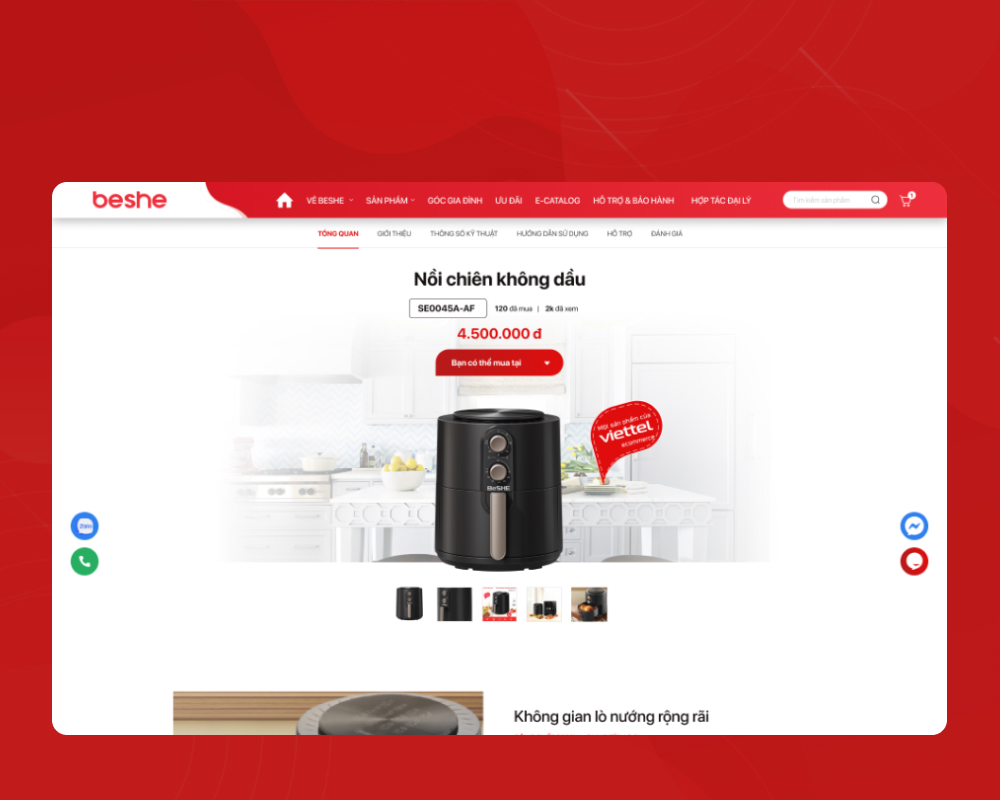 beshe
VỀ BESHE SẢN PHẨM GÓC GIA ĐÌNH ƯU ĐÃI E-CATALOG HỖ TRỢ & BẢO HÀNH HỢP TÁC ĐẠI LÝ Tìm kiếm sản phẩm
TỔNG QUAN GIỚI THIỆU THÔNG SỐ KỸ THUẬT HƯỚNG DẪN SỬ DỤNG HỖ TRỢ ĐÁNH GIÁ
Nồi chiên không dầu
SE0045A-AF 120 đã mua | 2k đã xem
4.500.000 đ
Bạn có thể mua tại
Mọi sản phẩm của
viettel
ecommerce
BeSHE
Zalo
Không gian lò nướng rộng rãi